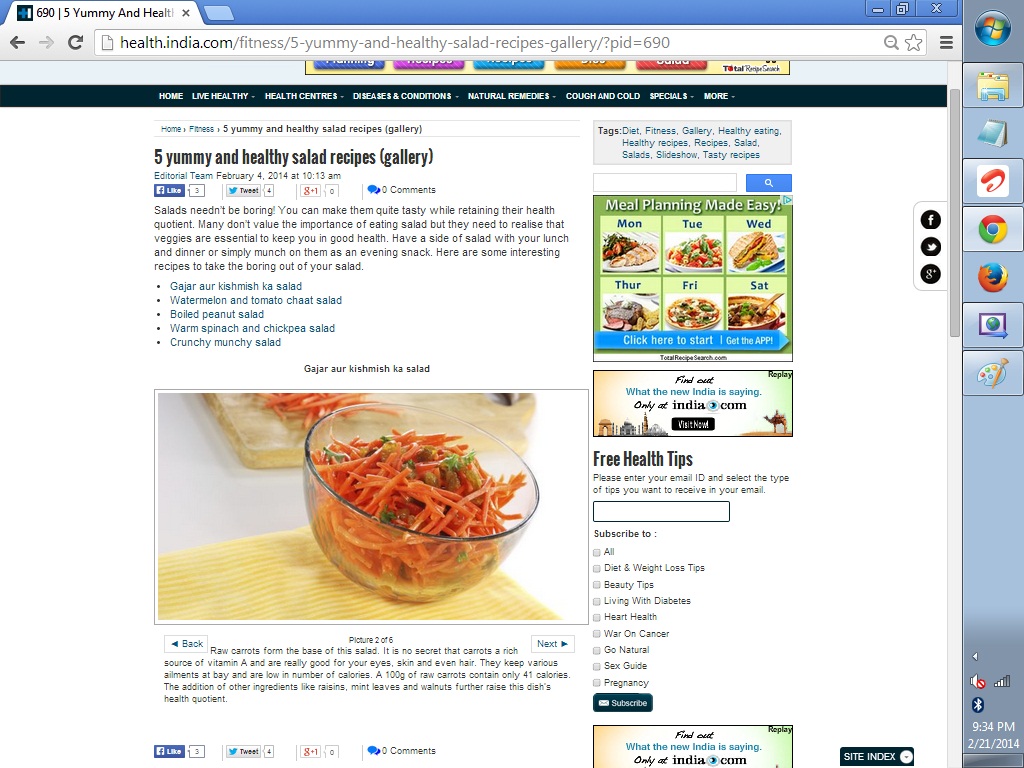 690 | 5 Yummy And Healt
health.india.com/fitness/5-yummy-and-healthy-salad-recipes-gallery/?pid=690
Total Recipe Search
HOME LIVE HEALTHY HEALTH CENTRES DISEASES & CONDITIONS NATURAL REMEDIES COUGH AND COLD SPECIALS MORE
Home › Fitness › 5 yummy and healthy salad recipes (gallery)
5 yummy and healthy salad recipes (gallery)
Editorial Team February 4, 2014 at 10:13 am
Like 3 Tweet 4 g+1 0 0 Comments
Salads needn't be boring! You can make them quite tasty while retaining their health
quotient. Many don't value the importance of eating salad but they need to realise that
veggies are essential to keep you in good health. Have a side of salad with your lunch
and dinner or simply munch on them as an evening snack. Here are some interesting
recipes to take the boring out of your salad.
• Gajar aur kishmish ka salad
• Watermelon and tomato chaat salad
• Boiled peanut salad
• Warm spinach and chickpea salad
• Crunchy munchy salad
Gajar aur kishmish ka salad
◄ Back Picture 2 of 6 Next ►
Raw carrots form the base of this salad. It is no secret that carrots a rich
source of vitamin A and are really good for your eyes, skin and even hair. They keep various
ailments at bay and are low in number of calories. A 100g of raw carrots contain only 41 calories.
The addition of other ingredients like raisins, mint leaves and walnuts further raise this dish's
health quotient.
Like 3 Tweet 4 g+1 0 0 Comments
Tags:Diet, Fitness, Gallery, Healthy eating,
Healthy recipes, Recipes, Salad,
Salads, Slideshow, Tasty recipes
Meal Planning Made Easy!
Mon Tue Wed
Thur Fri Sat
Click here to start | Get the APP!
TotalRecipeSearch.com
Replay
Find out
What the new India is saying.
Only at india.com
Visit Now!
Free Health Tips
Please enter your email ID and select the type
of tips you want to receive in your email.
Subscribe to :
All
Diet & Weight Loss Tips
Beauty Tips
Living With Diabetes
Heart Health
War On Cancer
Go Natural
Sex Guide
Pregnancy
Subscribe
Replay
Find out
What the new India is saying.
Only at india.com
SITE INDEX
9:34 PM
2/21/2014